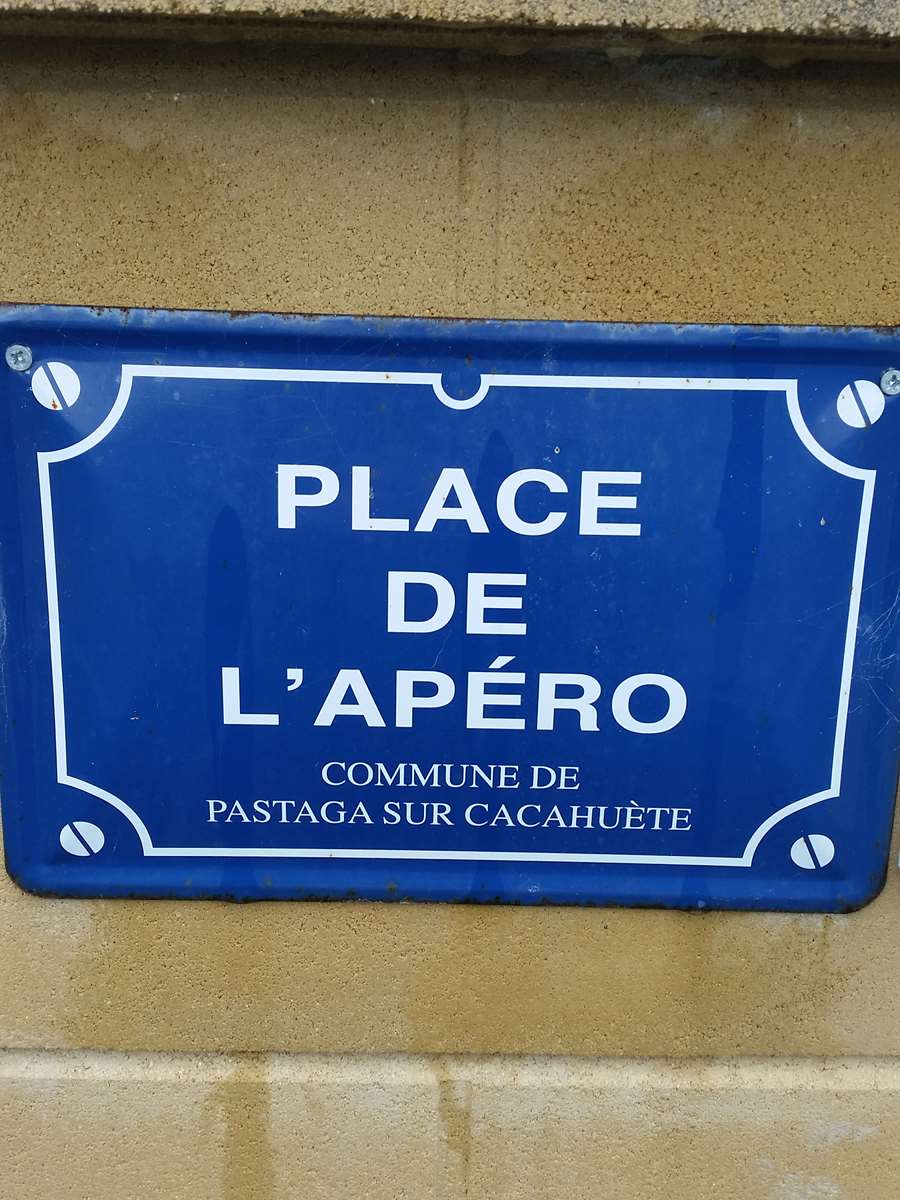 PLACE
DE
L'APÉRO
COMMUNE DE
PASTAGA SUR CACAHUÈTE